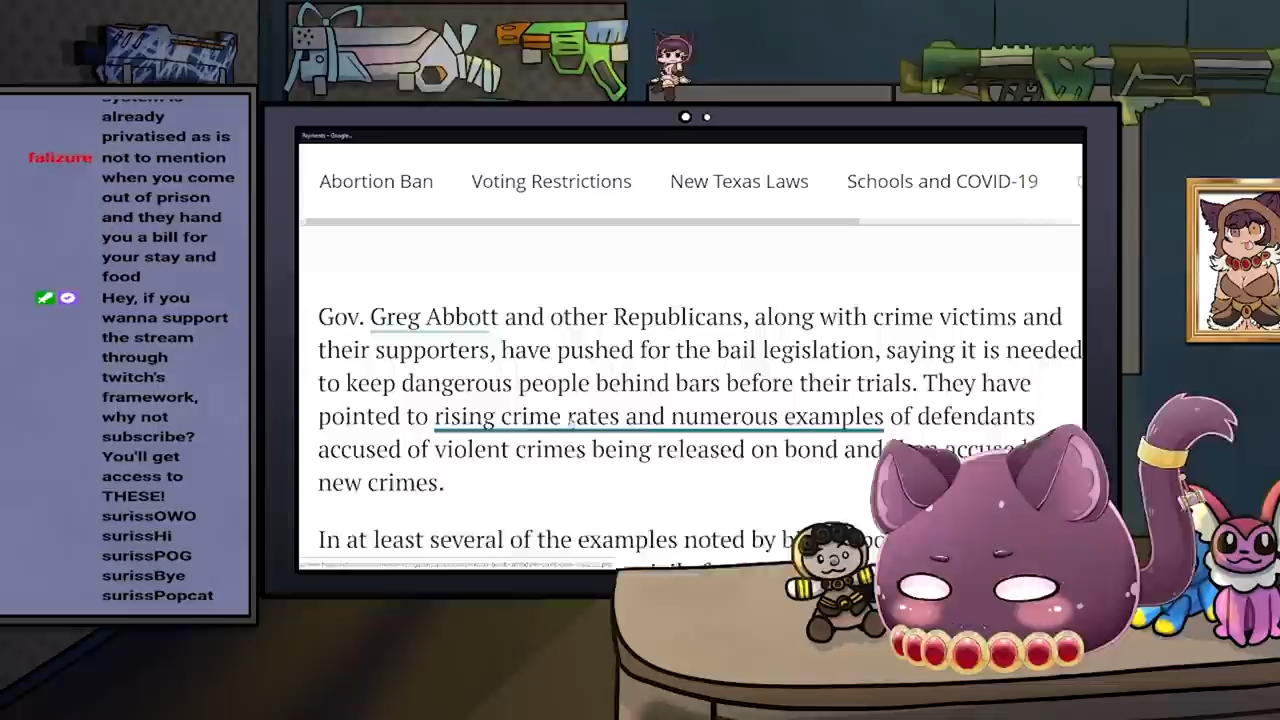 already
privatised as is
falizure not to mention
when you come
out of prison
and they hand
you a bill for
your stay and
food
Hey, if you
wanna support
the stream
through
twitch's
framework,
why not
subscribe?
You'll get
access to
THESE!
surissOWO
surissHi
surissPOG
surissBye
surissPopcat
Abortion Ban Voting Restrictions New Texas Laws Schools and COVID-19
Gov. Greg Abbott and other Republicans, along with crime victims and
their supporters, have pushed for the bail legislation, saying it is needed
to keep dangerous people behind bars before their trials. They have
pointed to rising crime rates and numerous examples of defendants
accused of violent crimes being released on bond and
new crimes.
In at least several of the examples noted by